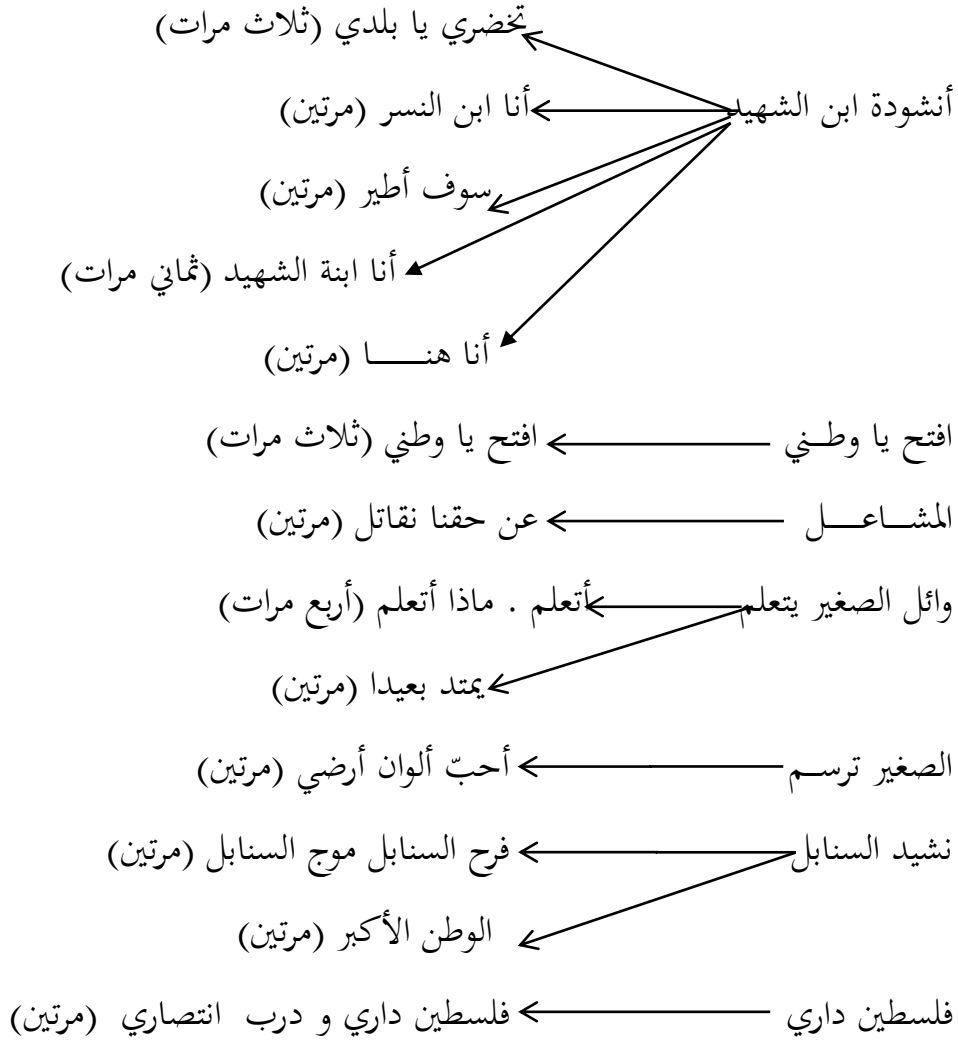 تخضري يا بلدي (ثلاث مرات)
أنشودة ابن الشهيد أنا ابن النسر (مرتين)
سوف أطير (مرتين)
أنا ابنة الشهيد (ثماني مرات)
أنا هنـــــا (مرتين)
افتح يا وطـني افتح يا وطني (ثلاث مرات)
المشـــاعـــــل عن حقنا نقاتل (مرتين)
وائل الصغير يتعلم أتعلم . ماذا أتعلم (أربع مرات)
يمتد بعيدا (مرتين)
الصغير ترســم أحبّ ألوان أرضي (مرتين)
نشيد السنابل فرح السنابل موج السنابل (مرتين)
الوطن الأكبر (مرتين)
فلسطين داري فلسطين داري و درب انتصاري (مرتين)